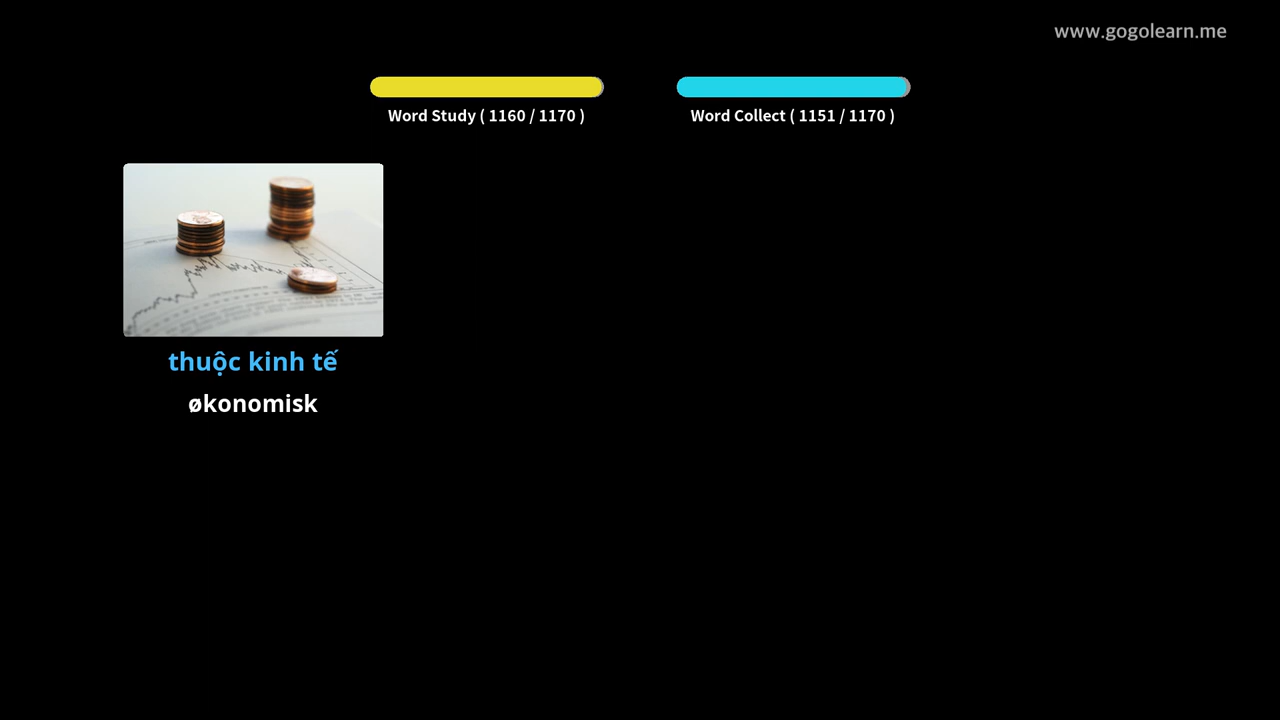 www.gogolearn.me
Word Study ( 1160 / 1170 )
Word Collect ( 1151 / 1170 )
thuộc kinh tế
økonomisk